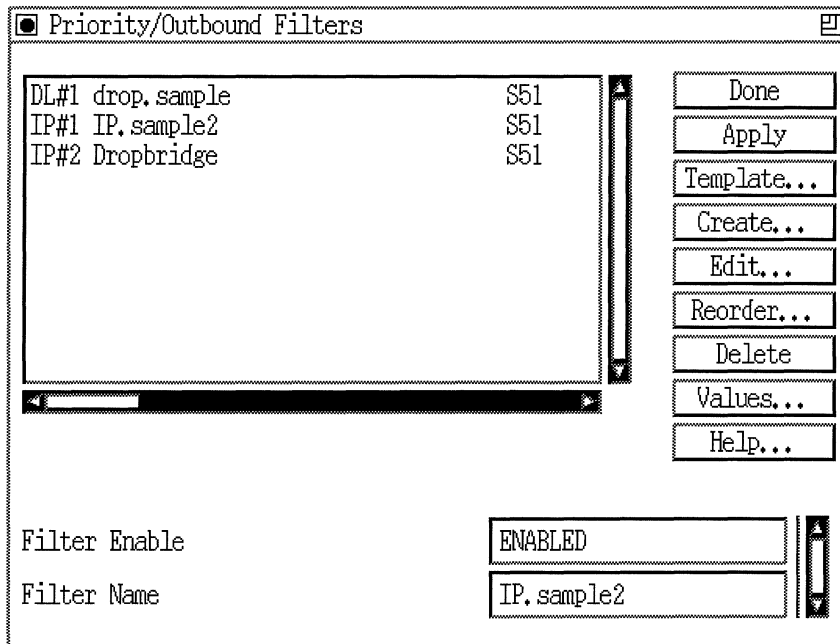 Priority/Outbound Filters
DL#1 drop.sample S51
IP#1 IP.sample2 S51
IP#2 Dropbridge S51
Done
Apply
Template...
Create...
Edit...
Reorder...
Delete
Values...
Help...
Filter Enable ENABLED
Filter Name IP.sample2